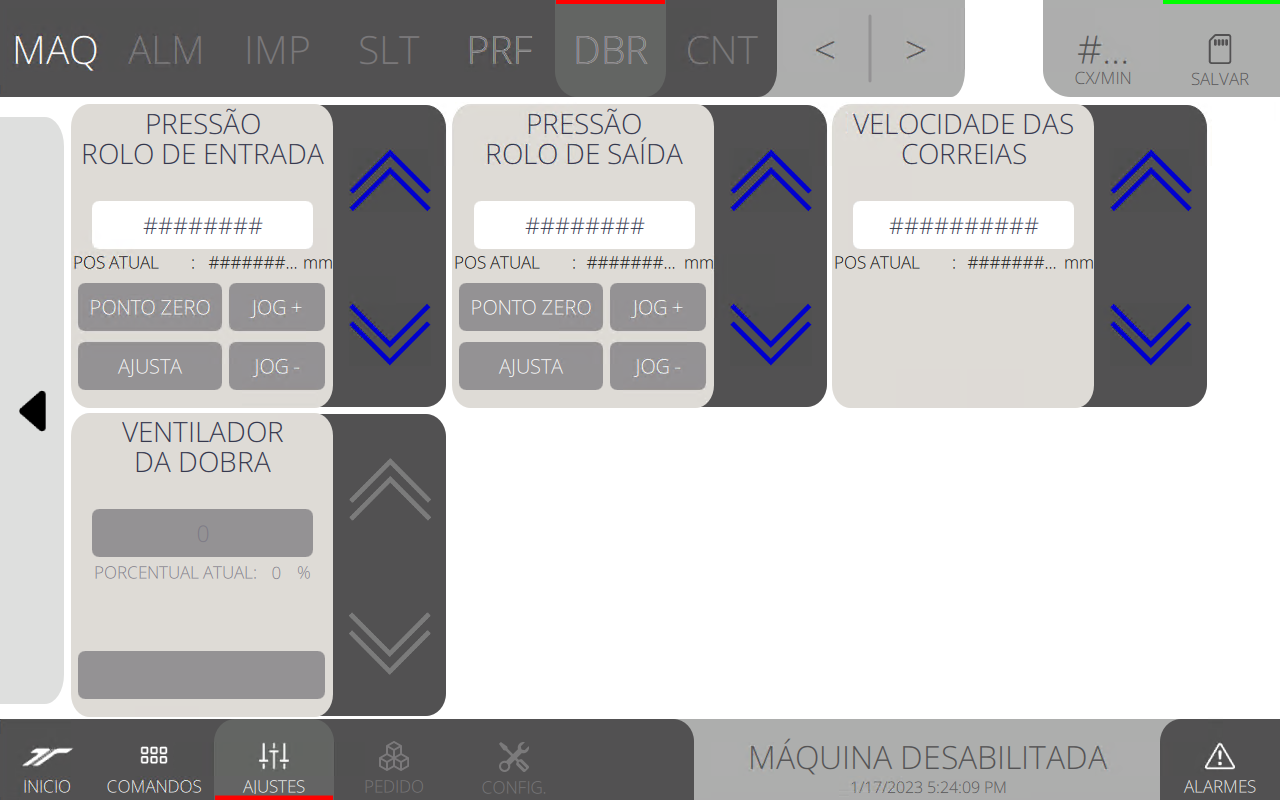 MAQ ALM IMP SLT PRF DBR CNT < > #... CX/MIN SALVAR
PRESSÃO
ROLO DE ENTRADA
########
POS ATUAL : #######... mm
PONTO ZERO JOG +
AJUSTA JOG -
PRESSÃO
ROLO DE SAÍDA
########
POS ATUAL : #######... mm
PONTO ZERO JOG +
AJUSTA JOG -
VELOCIDADE DAS
CORREIAS
##########
POS ATUAL : #######... mm
VENTILADOR
DA DOBRA
0
PORCENTUAL ATUAL: 0 %
INICIO COMANDOS AJUSTES PEDIDO CONFIG.
MÁQUINA DESABILITADA
1/17/2023 5:24:09 PM
ALARMES